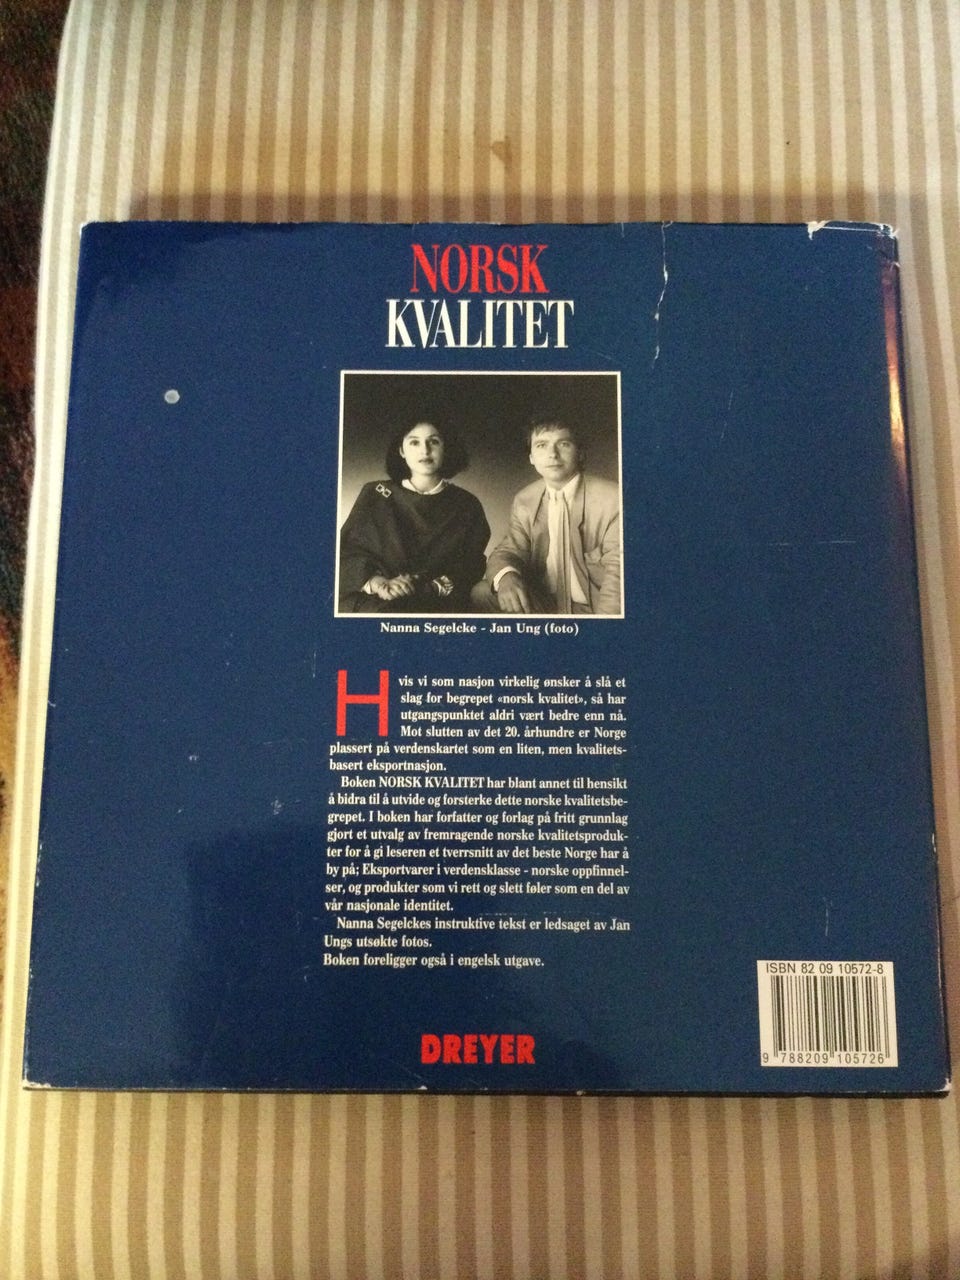 NORSK
KVALITET
Nanna Segelcke - Jan Ung (foto)
Hvis vi som nasjon virkelig ønsker å slå et
slag for begrepet «norsk kvalitet», så har
utgangspunktet aldri vært bedre enn nå.
Mot slutten av det 20. århundre er Norge
plassert på verdenskartet som en liten, men kvalitets-
basert eksportnasjon.
Boken NORSK KVALITET har blant annet til hensikt
å bidra til å utvide og forsterke dette norske kvalitetsbe-
grepet. I boken har forfatter og forlag på fritt grunnlag
gjort et utvalg av fremragende norske kvalitetsproduk-
ter for å gi leseren et tverrsnitt av det beste Norge har å
by på; Eksportvarer i verdensklasse - norske oppfinnel-
ser, og produkter som vi rett og slett føler som en del av
vår nasjonale identitet.
Nanna Segelckes instruktive tekst er ledsaget av Jan
Ungs utsøkte fotos.
Boken foreligger også i engelsk utgave.
DREYER
ISBN 82 09 10572-8
9 788209 105726